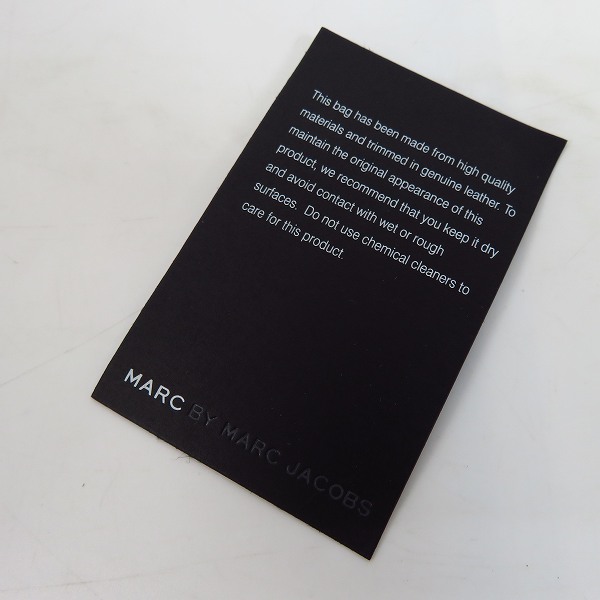 This bag has been made from high quality
materials and trimmed in genuine leather. To
maintain the original appearance of this
product, we recommend that you keep it dry
and avoid contact with wet or rough
surfaces.  Do not use chemical cleaners to
care for this product.
MARC BY MARC JACOBS